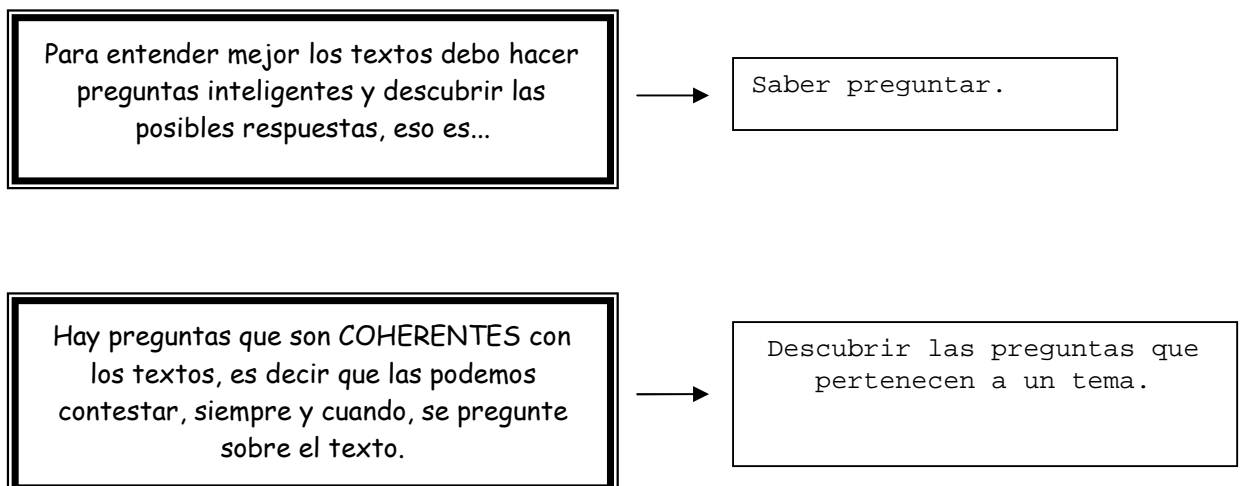 Para entender mejor los textos debo hacer
preguntas inteligentes y descubrir las
posibles respuestas, eso es...
Saber preguntar.
Hay preguntas que son COHERENTES con
los textos, es decir que las podemos
contestar, siempre y cuando, se pregunte
sobre el texto.
Descubrir las preguntas que
pertenecen a un tema.